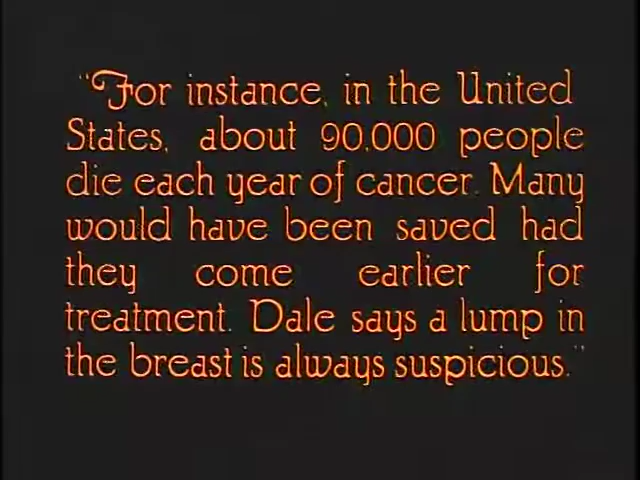 "For instance, in the United
States, about 90,000 people
die each year of cancer. Many
would have been saved had
they come earlier for
treatment. Dale says a lump in
the breast is always suspicious."